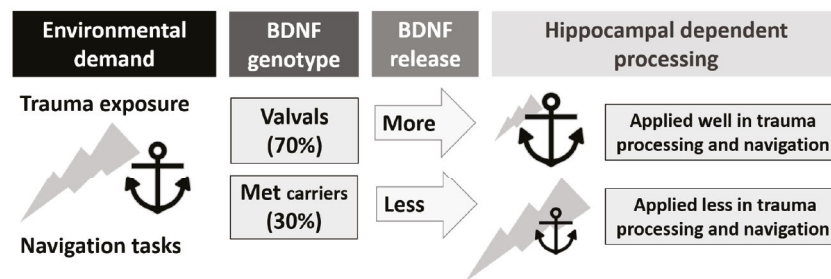 Environmental
demand
BDNF
genotype
BDNF
release
Hippocampal dependent
processing
Trauma exposure
Navigation tasks
Valvals
(70%)
More
Applied well in trauma
processing and navigation
Met carriers
(30%)
Less
Applied less in trauma
processing and navigation